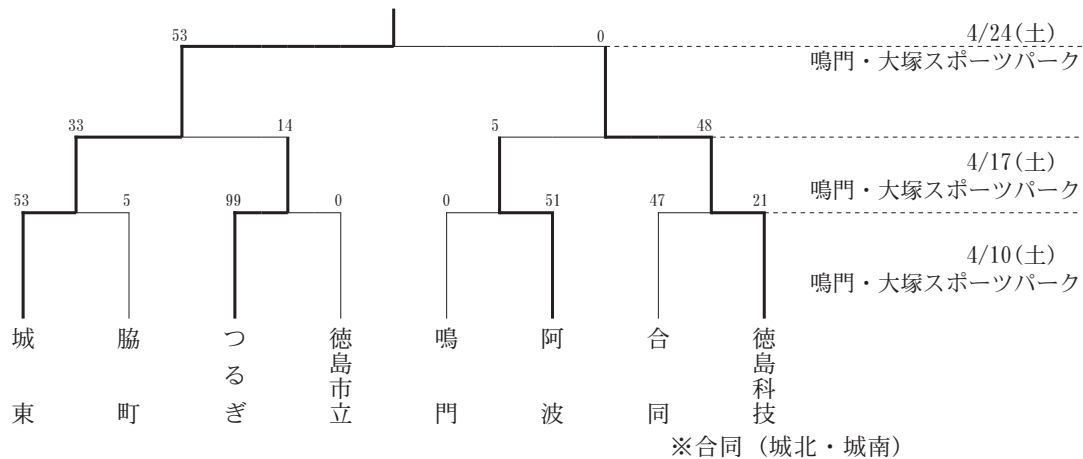 53 0 4/24(土)
鳴門・大塚スポーツパーク
33 14 5 48
4/17(土)
鳴門・大塚スポーツパーク
53 5 99 0 0 51 47 21
4/10(土)
鳴門・大塚スポーツパーク
城東
脇町
つるぎ
徳島市立
鳴門
阿波
合同
徳島科技
※合同（城北・城南）